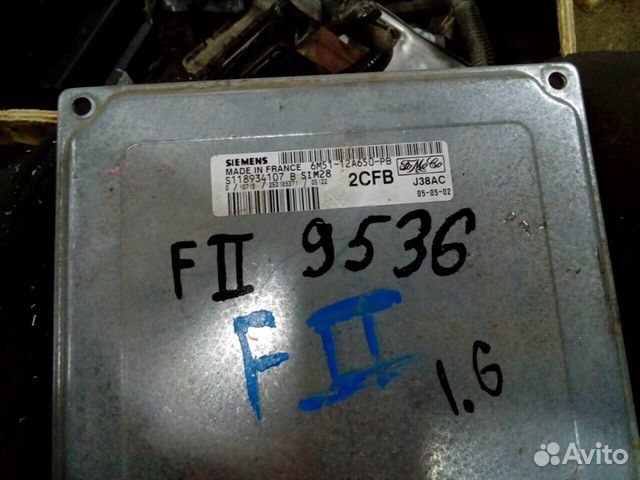 SIEMENS 6M51-12A650-PB FoMoCo
MADE IN FRANCE
S118934107 B SIM28 2CFB J38AC
05-05-02
FII 9536
FII
1.6
Avito